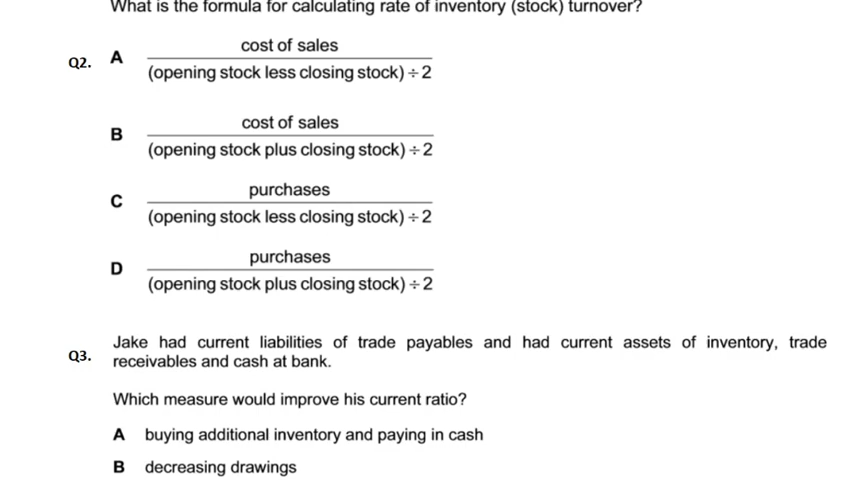 What is the formula for calculating rate of inventory (stock) turnover?
Q2. A cost of sales
(opening stock less closing stock) ÷ 2
B cost of sales
(opening stock plus closing stock) ÷ 2
C purchases
(opening stock less closing stock) ÷ 2
D purchases
(opening stock plus closing stock) ÷ 2
Q3. Jake had current liabilities of trade payables and had current assets of inventory, trade
receivables and cash at bank.
Which measure would improve his current ratio?
A buying additional inventory and paying in cash
B decreasing drawings